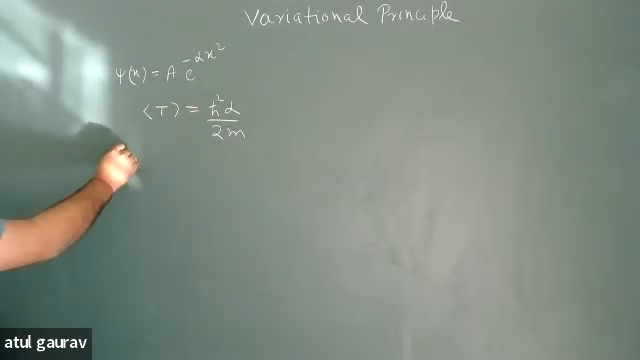 Variational Principle
ψ(x) = A e^{-αx²}
⟨T⟩ = ħ²α / 2m
atul gaurav